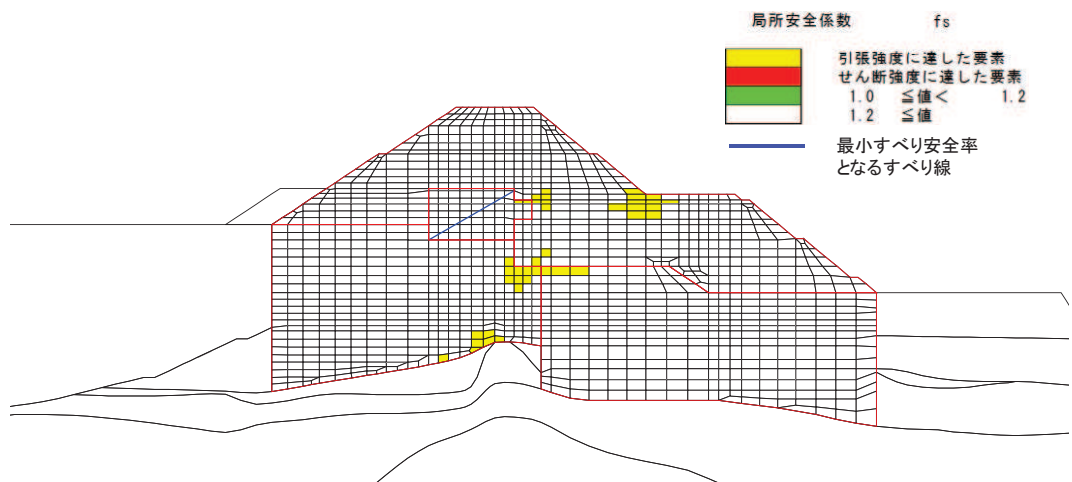 局所安全係数 fs
引張強度に達した要素
せん断強度に達した要素
1.0 ≦値< 1.2
1.2 ≦値
最小すべり安全率
となるすべり線